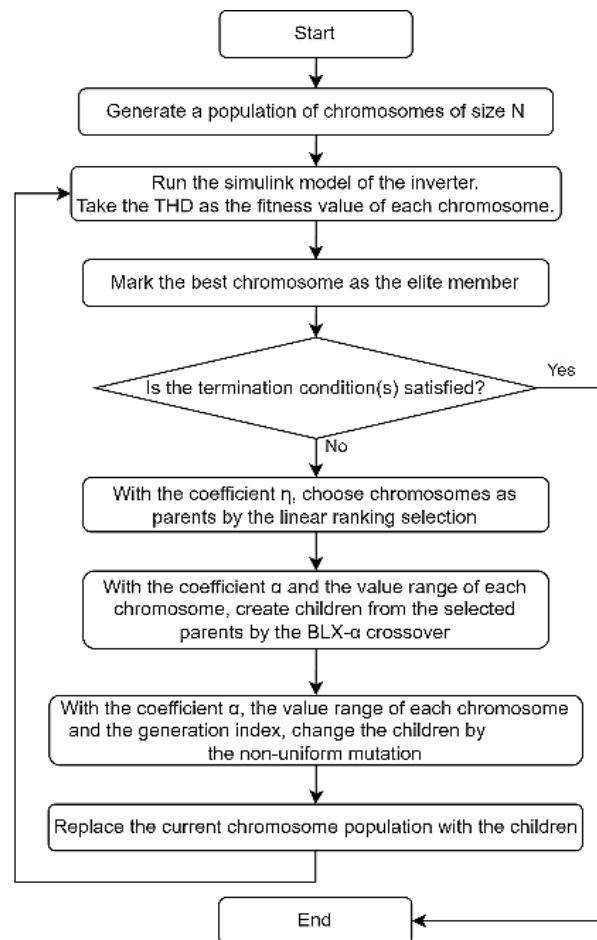 Start
Generate a population of chromosomes of size N
Run the simulink model of the inverter.
Take the THD as the fitness value of each chromosome.
Mark the best chromosome as the elite member
Is the termination condition(s) satisfied?
Yes
No
With the coefficient η, choose chromosomes as
parents by the linear ranking selection
With the coefficient α and the value range of each
chromosome, create children from the selected
parents by the BLX-α crossover
With the coefficient α, the value range of each chromosome
and the generation index, change the children by
the non-uniform mutation
Replace the current chromosome population with the children
End